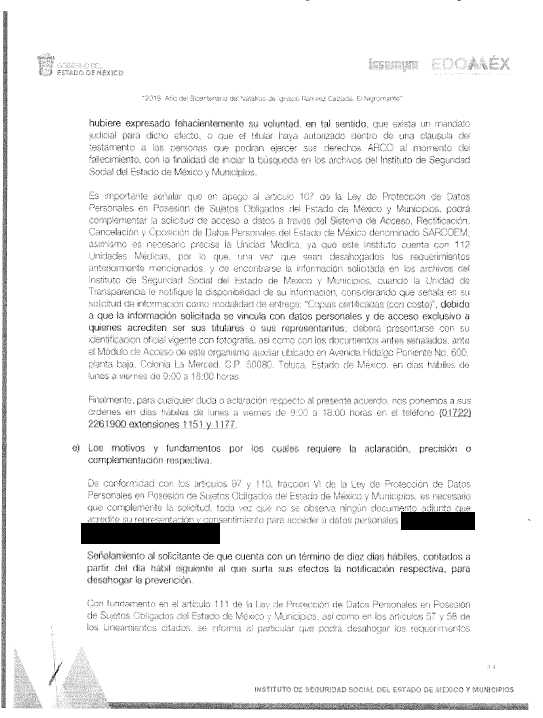 GOBIERNO DEL
ESTADO DE MÉXICO
issemym
EDOMÉX
"2018. Año del Bicentenario del Natalicio de Ignacio Ramírez Calzada, El Nigromante"
hubiere expresado fehacientemente su voluntad, en tal sentido, que exista un mandato
judicial para dicho efecto, o que el titular haya autorizado dentro de una cláusula del
testamento a las personas que podrán ejercer sus derechos ARCO al momento del
fallecimiento, con la finalidad de iniciar la búsqueda en los archivos del Instituto de Seguridad
Social del Estado de México y Municipios.
Es importante señalar que en apego al artículo 107 de la Ley de Protección de Datos
Personales en Posesión de Sujetos Obligados del Estado de México y Municipios, podrá
complementar la solicitud de acceso a datos a través del Sistema de Acceso, Rectificación,
Cancelación y Oposición de Datos Personales del Estado de México denominado SARCOEM,
asimismo es necesario precise la Unidad Médica, ya que este Instituto cuenta con 112
Unidades Médicas, por lo que, una vez que sean desahogados los requerimientos
anteriormente mencionados, y de encontrarse la información solicitada en los archivos del
Instituto de Seguridad Social del Estado de México y Municipios, cuando la Unidad de
Transparencia le notifique la disponibilidad de su información, considerando que señala en su
solicitud de información como modalidad de entrega: "Copias certificadas (con costo)", debido
a que la información solicitada se vincula con datos personales y de acceso exclusivo a
quienes acrediten ser sus titulares o sus representantes; deberá presentarse con su
identificación oficial vigente con fotografía, así como con los documentos antes señalados, ante
el Módulo de Acceso de este organismo auxiliar ubicado en Avenida Hidalgo Poniente No. 600,
planta baja, Colonia La Merced, C.P. 50080, Toluca, Estado de México, en días hábiles de
lunes a viernes de 9:00 a 18:00 horas.
Finalmente, para cualquier duda o aclaración respecto al presente acuerdo, nos ponemos a sus
órdenes en días hábiles de lunes a viernes de 9:00 a 18:00 horas en el teléfono (01722)
2261900 extensiones 1151 y 1177.
e) Los motivos y fundamentos por los cuales requiere la aclaración, precisión o
complementación respectiva.
De conformidad con los artículos 97 y 110, fracción VI de la Ley de Protección de Datos
Personales en Posesión de Sujetos Obligados del Estado de México y Municipios, es necesario
que complemente la solicitud, toda vez que no se observa ningún documento adjunto que
acredite su representación y consentimiento para acceder a datos personales
Señalamiento al solicitante de que cuenta con un término de diez días hábiles, contados a
partir del día hábil siguiente al que surta sus efectos la notificación respectiva, para
desahogar la prevención.
Con fundamento en el artículo 111 de la Ley de Protección de Datos Personales en Posesión
de Sujetos Obligados del Estado de México y Municipios, así como en los artículos 57 y 58 de
los Lineamientos citados, se informa al particular que podrá desahogar los requerimientos
INSTITUTO DE SEGURIDAD SOCIAL DEL ESTADO DE MÉXICO Y MUNICIPIOS